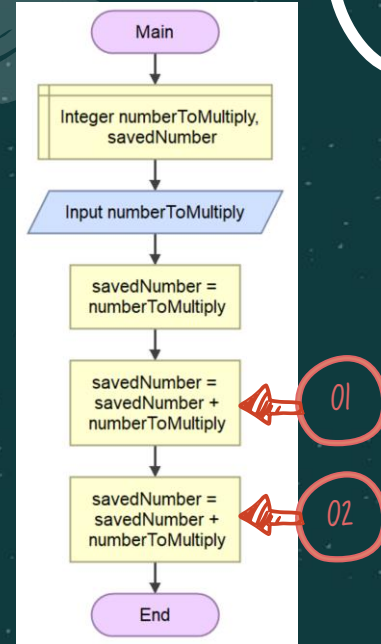 Main
Integer numberToMultiply,
savedNumber
Input numberToMultiply
savedNumber =
numberToMultiply
savedNumber =
savedNumber +
numberToMultiply
01
savedNumber =
savedNumber +
numberToMultiply
02
End